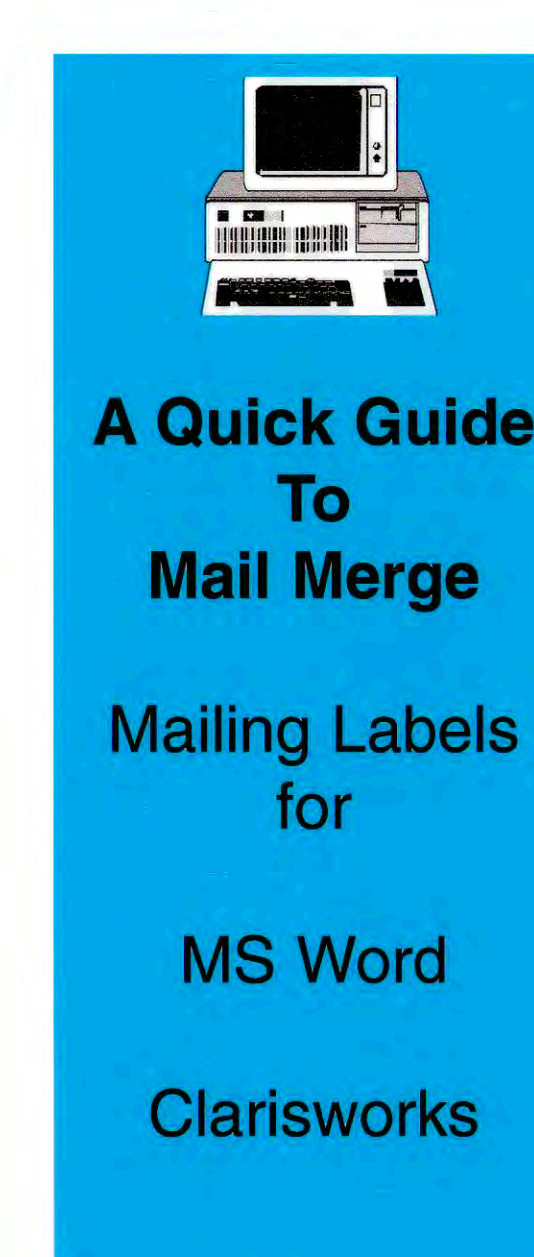 A Quick Guide
To
Mail Merge
Mailing Labels
for
MS Word
Clarisworks